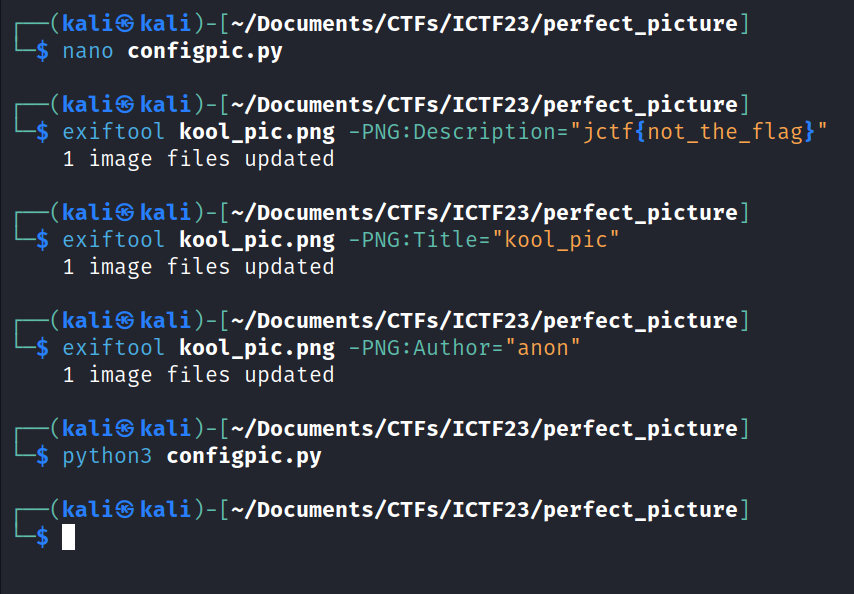 ┌──(kali㉿kali)-[~/Documents/CTFs/ICTF23/perfect_picture]
└─$ nano configpic.py
┌──(kali㉿kali)-[~/Documents/CTFs/ICTF23/perfect_picture]
└─$ exiftool kool_pic.png -PNG:Description="jctf{not_the_flag}"
1 image files updated
┌──(kali㉿kali)-[~/Documents/CTFs/ICTF23/perfect_picture]
└─$ exiftool kool_pic.png -PNG:Title="kool_pic"
1 image files updated
┌──(kali㉿kali)-[~/Documents/CTFs/ICTF23/perfect_picture]
└─$ exiftool kool_pic.png -PNG:Author="anon"
1 image files updated
┌──(kali㉿kali)-[~/Documents/CTFs/ICTF23/perfect_picture]
└─$ python3 configpic.py
┌──(kali㉿kali)-[~/Documents/CTFs/ICTF23/perfect_picture]
└─$